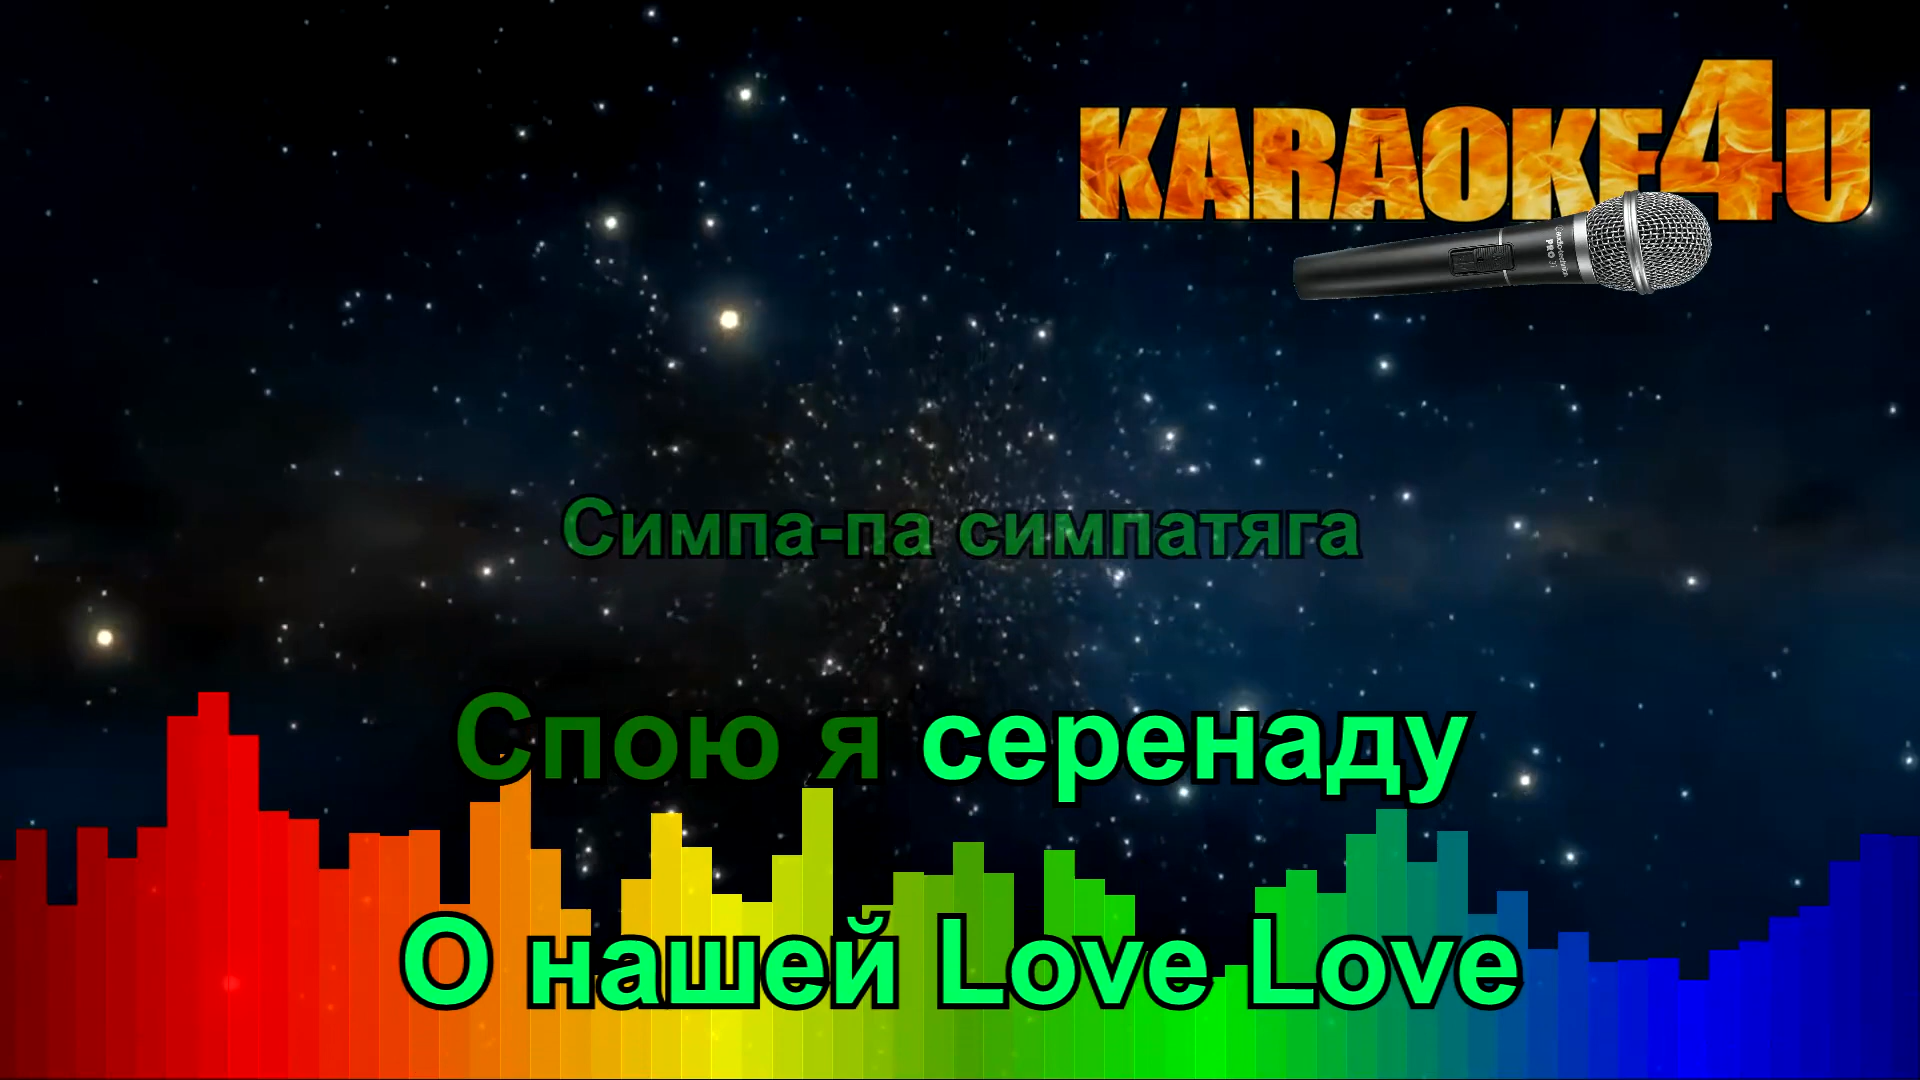 KARAOKE4U
Симпа-па симпатяга
Спою я серенаду
О нашей Love Love